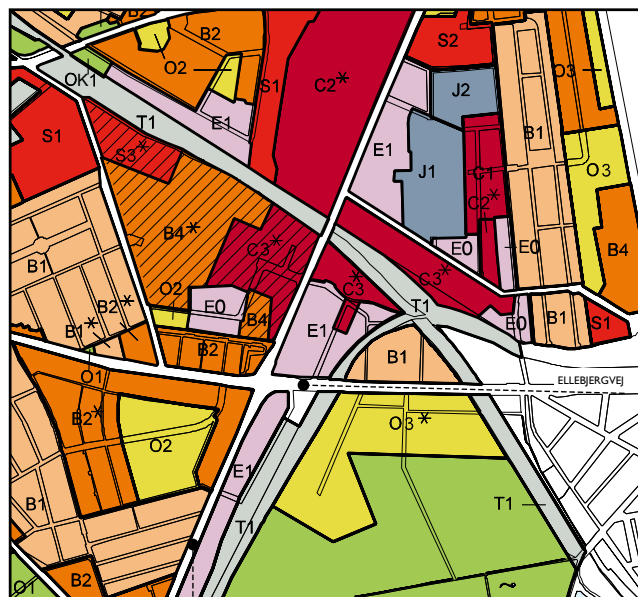 B2
O2
OK1
T1
E1
S1
C2*
S2
J2
O3
B1
S1
S3*
E1
J1
C1
C2*
O3
B4*
C3*
B1
E0
E0
B4
B2*
O2
E0
C3
*
C3*
T1
E0
B1
S1
B1*
B4
E1
B2
B1
O1
ELLEBJERGVEJ
B2*
O2
O3*
E1
B1
T1
T1
B2
O1